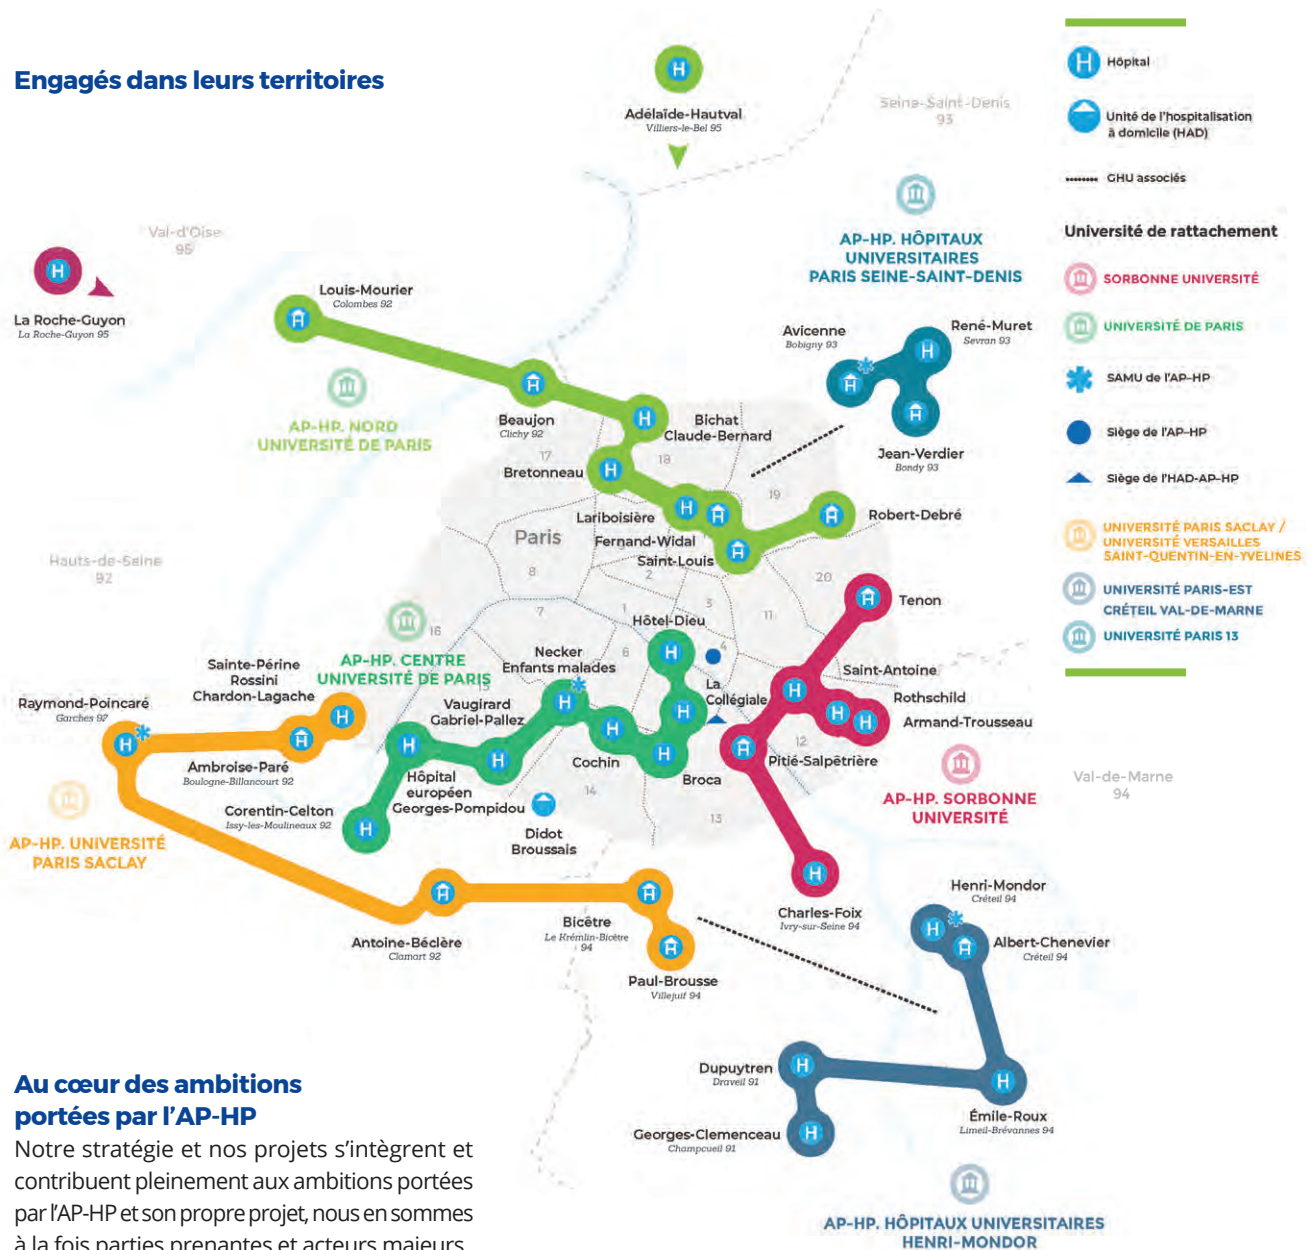 Engagés dans leurs territoires
Adélaïde-Hautval
Villiers-le-Bel 95
Seine-Saint-Denis
93
Hôpital
Unité de l'hospitalisation
à domicile (HAD)
GHU associés
Université de rattachement
SORBONNE UNIVERSITÉ
UNIVERSITÉ DE PARIS
SAMU de l'AP-HP
Siège de l'AP-HP
Siège de l'HAD-AP-HP
UNIVERSITÉ PARIS SACLAY /
UNIVERSITÉ VERSAILLES
SAINT-QUENTIN-EN-YVELINES
UNIVERSITÉ PARIS-EST
CRÉTEIL VAL-DE-MARNE
UNIVERSITÉ PARIS 13
Val-d'Oise
95
La Roche-Guyon
La Roche-Guyon 95
Louis-Mourier
Colombes 92
AP-HP. NORD
UNIVERSITÉ DE PARIS
AP-HP. HÔPITAUX
UNIVERSITAIRES
PARIS SEINE-SAINT-DENIS
Avicenne
Bobigny 93
René-Muret
Sevran 93
Jean-Verdier
Bondy 93
Beaujon
Clichy 92
Bichat
Claude-Bernard
17
18
19
Bretonneau
Lariboisière
Fernand-Widal
Saint-Louis
Robert-Debré
Paris
8
2
20
Hauts-de-Seine
92
7
1
3
11
Tenon
16
Hôtel-Dieu
6
4
AP-HP. CENTRE
UNIVERSITÉ DE PARIS
15
Necker
Enfants malades
La
Collégiale
Saint-Antoine
Rothschild
Armand-Trousseau
12
Sainte-Périne
Rossini
Chardon-Lagache
Raymond-Poincaré
Garches 92
Vaugirard
Gabriel-Pallez
Ambroise-Paré
Boulogne-Billancourt 92
Hôpital
européen
Georges-Pompidou
Cochin
Broca
Pitié-Salpêtrière
14
13
Corentin-Celton
Issy-les-Moulineaux 92
Didot
Broussais
AP-HP. SORBONNE
UNIVERSITÉ
Val-de-Marne
94
AP-HP. UNIVERSITÉ
PARIS SACLAY
Antoine-Béclère
Clamart 92
Bicêtre
Le Krémlin-Bicêtre
94
Paul-Brousse
Villejuif 94
Charles-Foix
Ivry-sur-Seine 94
Henri-Mondor
Créteil 94
Albert-Chenevier
Créteil 94
Dupuytren
Draveil 91
Émile-Roux
Limeil-Brévannes 94
Georges-Clemenceau
Champcueil 91
AP-HP. HÔPITAUX UNIVERSITAIRES
HENRI-MONDOR
Au cœur des ambitions
portées par l'AP-HP
Notre stratégie et nos projets s'intègrent et
contribuent pleinement aux ambitions portées
par l'AP-HP et son propre projet, nous en sommes
à la fois parties prenantes et acteurs majeurs.